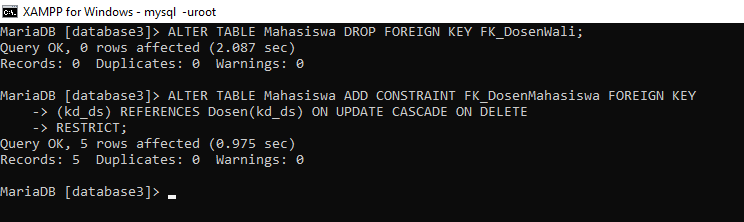 XAMPP for Windows - mysql -uroot
MariaDB [database3]> ALTER TABLE Mahasiswa DROP FOREIGN KEY FK_DosenWali;
Query OK, 0 rows affected (2.087 sec)
Records: 0  Duplicates: 0  Warnings: 0
MariaDB [database3]> ALTER TABLE Mahasiswa ADD CONSTRAINT FK_DosenMahasiswa FOREIGN KEY
    -> (kd_ds) REFERENCES Dosen(kd_ds) ON UPDATE CASCADE ON DELETE
    -> RESTRICT;
Query OK, 5 rows affected (0.975 sec)
Records: 5  Duplicates: 0  Warnings: 0
MariaDB [database3]>